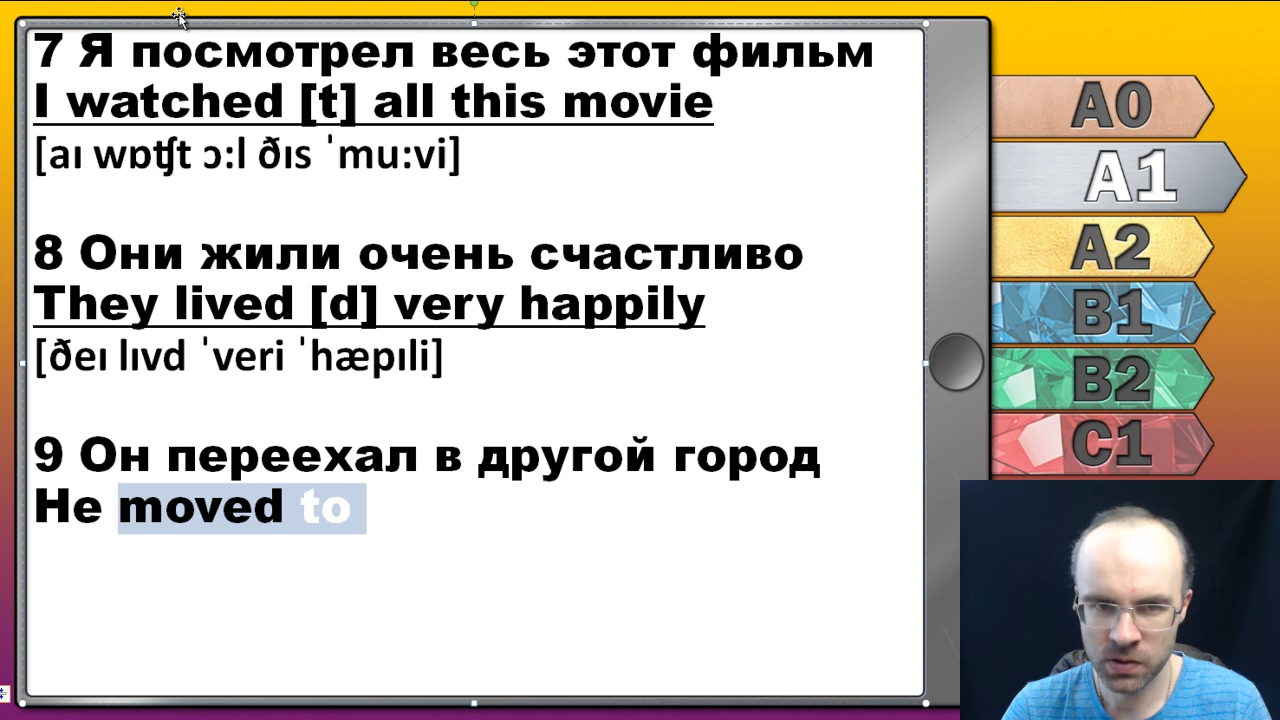 7 Я посмотрел весь этот фильм
I watched [t] all this movie
[aɪ wɒʧt ɔ:l ðɪs ˈmu:vi]
8 Они жили очень счастливо
They lived [d] very happily
[ðeɪ lɪvd ˈveri ˈhæpɪli]
9 Он переехал в другой город
He moved to
A0
A1
A2
B1
B2
C1